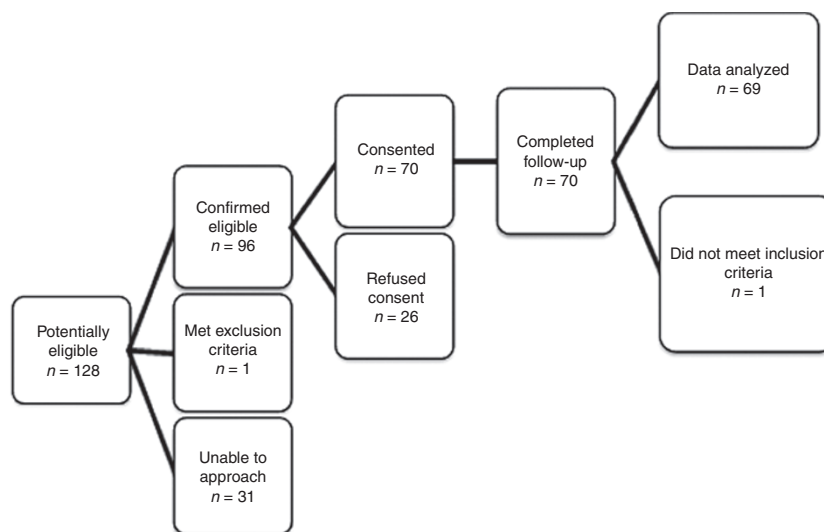 Potentially
eligible
n = 128
Confirmed
eligible
n = 96
Met exclusion
criteria
n = 1
Unable to
approach
n = 31
Consented
n = 70
Refused
consent
n = 26
Completed
follow-up
n = 70
Data analyzed
n = 69
Did not meet inclusion
criteria
n = 1